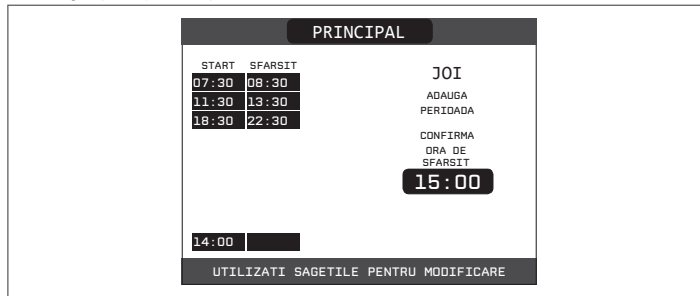 PRINCIPAL
START SFARSIT
07:30 08:30
11:30 13:30
18:30 22:30
14:00
JOI
ADAUGA
PERIOADA
CONFIRMA
ORA DE
SFARSIT
15:00
UTILIZATI SAGETILE PENTRU MODIFICARE